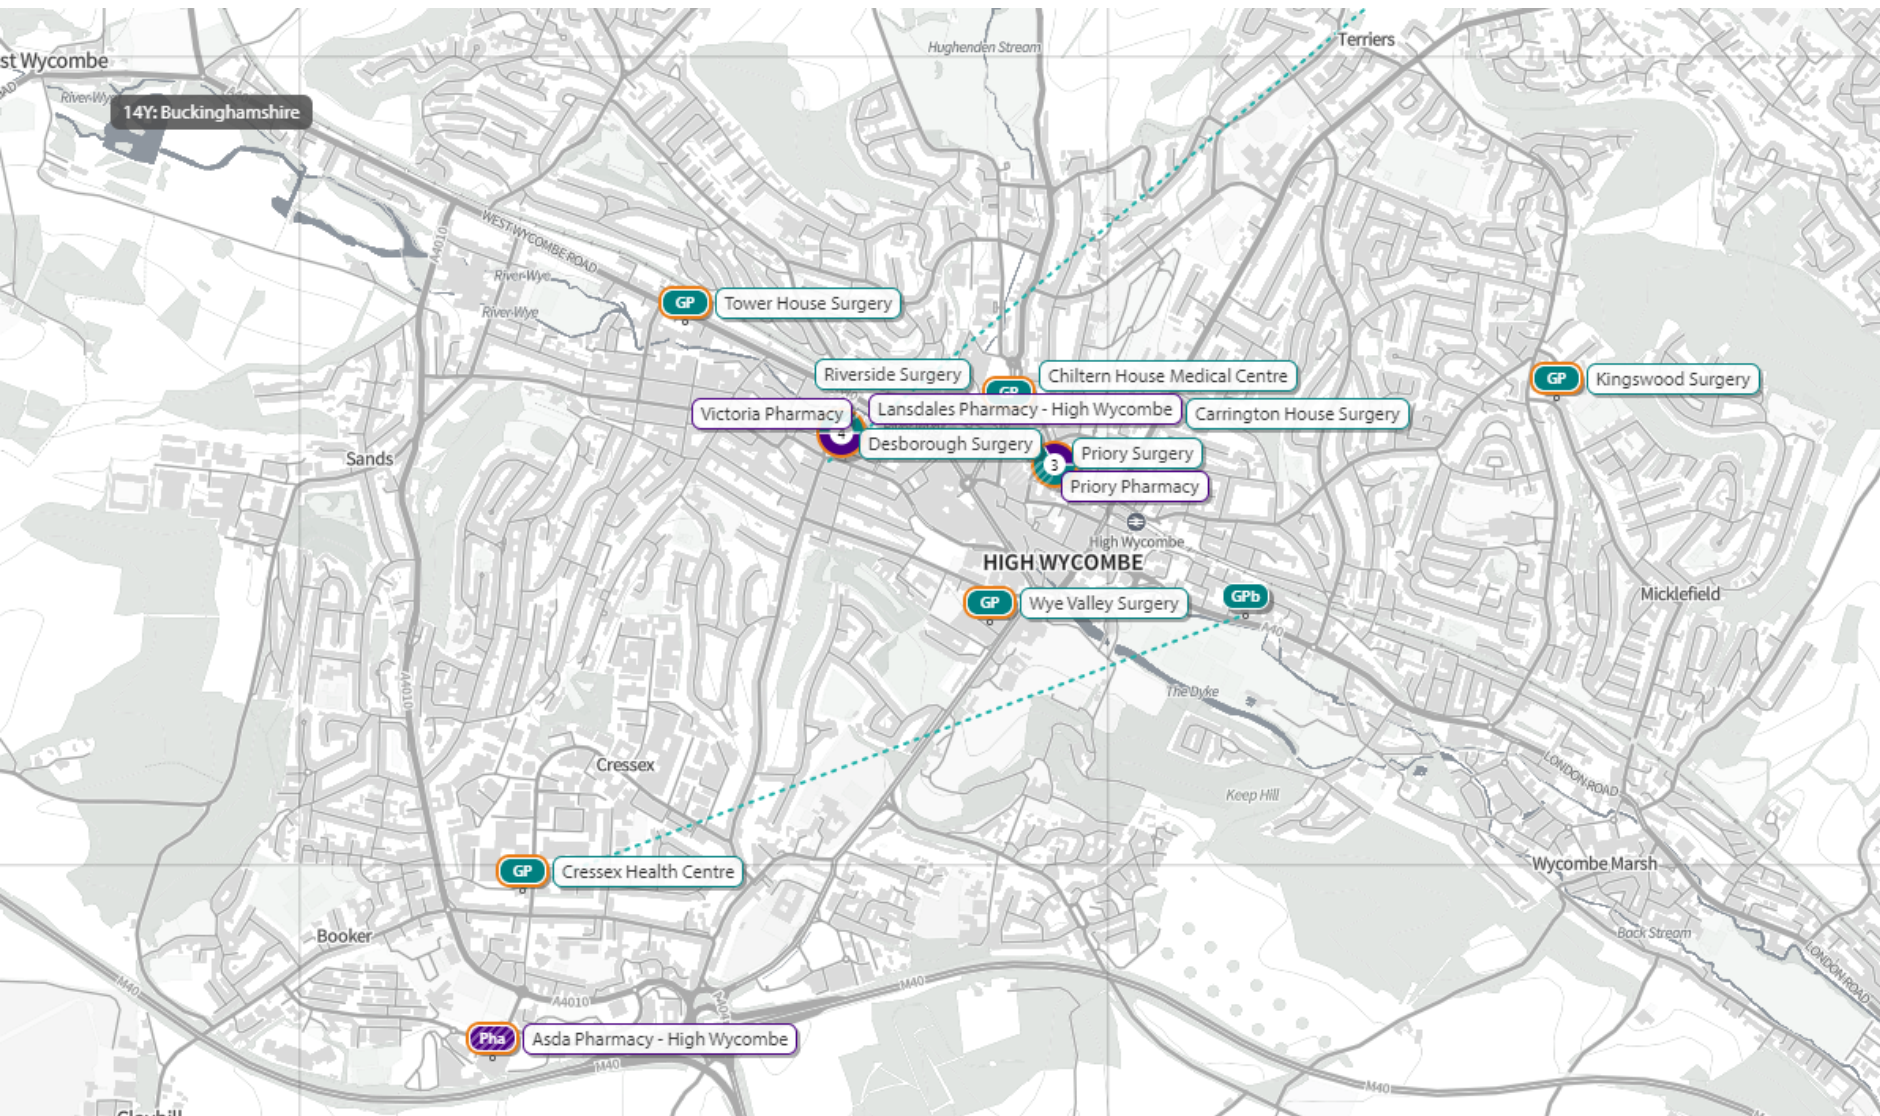 Hughenden Stream
Terriers
st Wycombe
River Wy
14Y: Buckinghamshire
WEST WYCOMBE ROAD
A4010
River Wye
River Wye
GP
Tower House Surgery
Riverside Surgery
GP
Chiltern House Medical Centre
GP
Kingswood Surgery
Victoria Pharmacy
Lansdales Pharmacy - High Wycombe
Carrington House Surgery
4
Desborough Surgery
Sands
3
Priory Surgery
Priory Pharmacy
High Wycombe
HIGH WYCOMBE
GP
Wye Valley Surgery
GPb
A40
Micklefield
A4010
The Dyke
Cressex
Keep Hill
LONDON ROAD
GP
Cressex Health Centre
Wycombe Marsh
Booker
Back Stream
LONDON ROAD
M40
A4010
M40
A404
Pha
Asda Pharmacy - High Wycombe
M40
M40